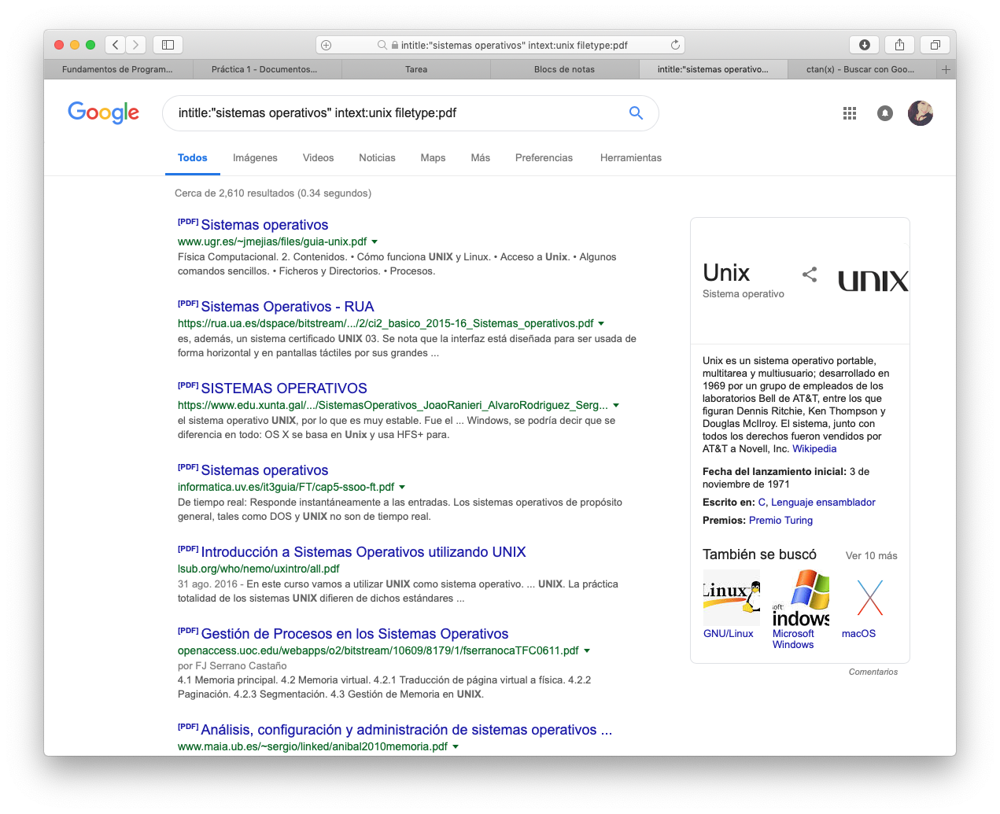 intitle:"sistemas operativos" intext:unix filetype:pdf
Fundamentos de Program...
Práctica 1 - Documentos...
Tarea
Blocs de notas
intitle:"sistemas operativo...
ctan(x) - Buscar con Goo...
Google
intitle:"sistemas operativos" intext:unix filetype:pdf
Todos
Imágenes
Videos
Noticias
Maps
Más
Preferencias
Herramientas
Cerca de 2,610 resultados (0.34 segundos)
[PDF] Sistemas operativos
www.ugr.es/~jmejias/files/guia-unix.pdf
Física Computacional. 2. Contenidos. • Cómo funciona UNIX y Linux. • Acceso a Unix. • Algunos
comandos sencillos. • Ficheros y Directorios. • Procesos.
[PDF] Sistemas Operativos - RUA
https://rua.ua.es/dspace/bitstream/.../2/ci2_basico_2015-16_Sistemas_operativos.pdf
es, además, un sistema certificado UNIX 03. Se nota que la interfaz está diseñada para ser usada de
forma horizontal y en pantallas táctiles por sus grandes ...
[PDF] SISTEMAS OPERATIVOS
https://www.edu.xunta.gal/.../SistemasOperativos_JoaoRanieri_AlvaroRodriguez_Serg...
el sistema operativo UNIX, por lo que es muy estable. Fue el ... Windows, se podría decir que se
diferencia en todo: OS X se basa en Unix y usa HFS+ para.
[PDF] Sistemas operativos
informatica.uv.es/it3guia/FT/cap5-ssoo-ft.pdf
De tiempo real: Responde instantáneamente a las entradas. Los sistemas operativos de propósito
general, tales como DOS y UNIX no son de tiempo real.
[PDF] Introducción a Sistemas Operativos utilizando UNIX
lsub.org/who/nemo/uxintro/all.pdf
31 ago. 2016 - En este curso vamos a utilizar UNIX como sistema operativo. ... UNIX. La práctica
totalidad de los sistemas UNIX difieren de dichos estándares ...
[PDF] Gestión de Procesos en los Sistemas Operativos
openaccess.uoc.edu/webapps/o2/bitstream/10609/8179/1/fserranocaTFC0611.pdf
por FJ Serrano Castaño
4.1 Memoria principal. 4.2 Memoria virtual. 4.2.1 Traducción de página virtual a física. 4.2.2
Paginación. 4.2.3 Segmentación. 4.3 Gestión de Memoria en UNIX.
[PDF] Análisis, configuración y administración de sistemas operativos ...
www.maia.ub.es/~sergio/linked/anibal2010memoria.pdf
Unix
Sistema operativo
UNIX
Unix es un sistema operativo portable,
multitarea y multiusuario; desarrollado en
1969 por un grupo de empleados de los
laboratorios Bell de AT&T, entre los que
figuran Dennis Ritchie, Ken Thompson y
Douglas McIlroy. El sistema, junto con
todos los derechos fueron vendidos por
AT&T a Novell, Inc. Wikipedia
Fecha del lanzamiento inicial: 3 de
noviembre de 1971
Escrito en: C, Lenguaje ensamblador
Premios: Premio Turing
También se buscó
Ver 10 más
Linux
soft
indows
GNU/Linux
Microsoft
Windows
macOS
Comentarios